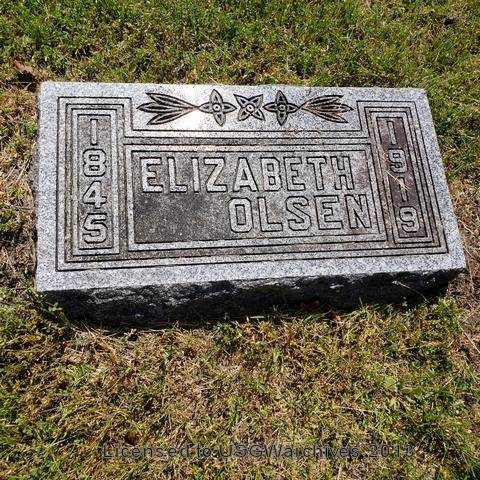 1845
ELIZABETH
OLSEN
1919
Licensed to USGWarchives 2019